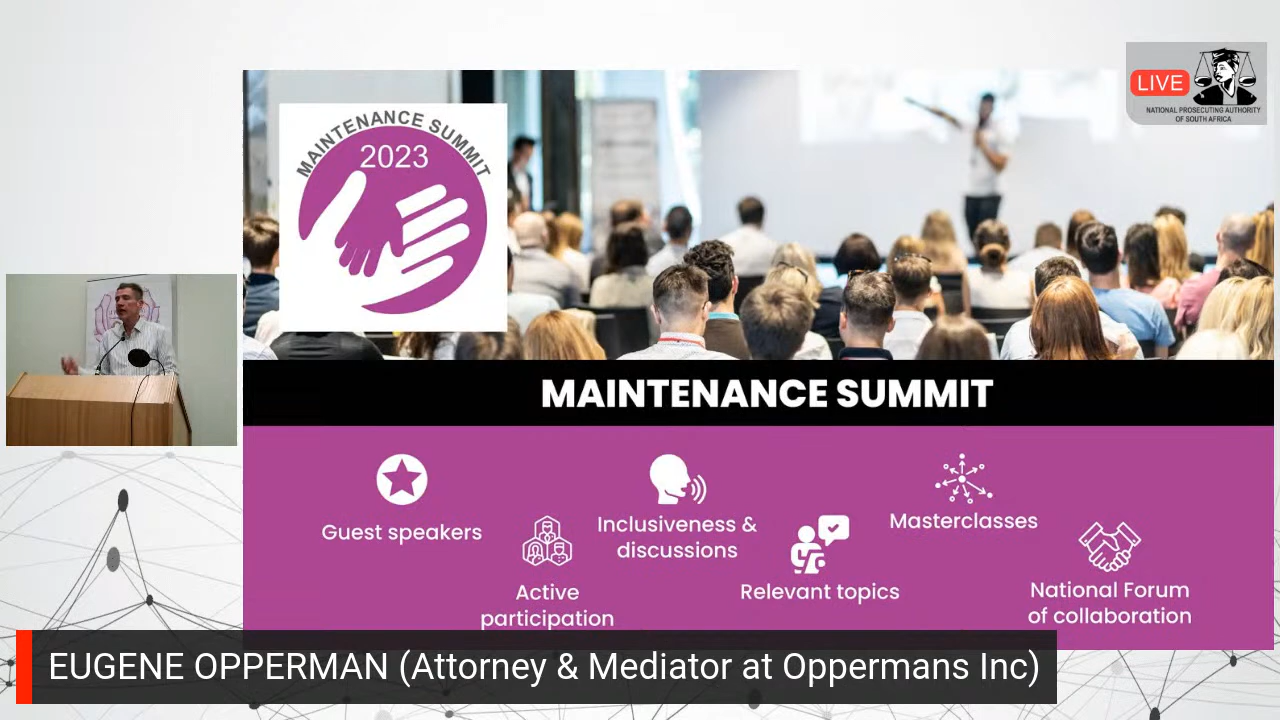 LIVE
NATIONAL PROSECUTING AUTHORITY
OF SOUTH AFRICA
MAINTENANCE SUMMIT
2023
MAINTENANCE SUMMIT
Guest speakers
Active
participation
Inclusiveness &
discussions
Relevant topics
Masterclasses
National Forum
of collaboration
EUGENE OPPERMAN (Attorney & Mediator at Oppermans Inc)